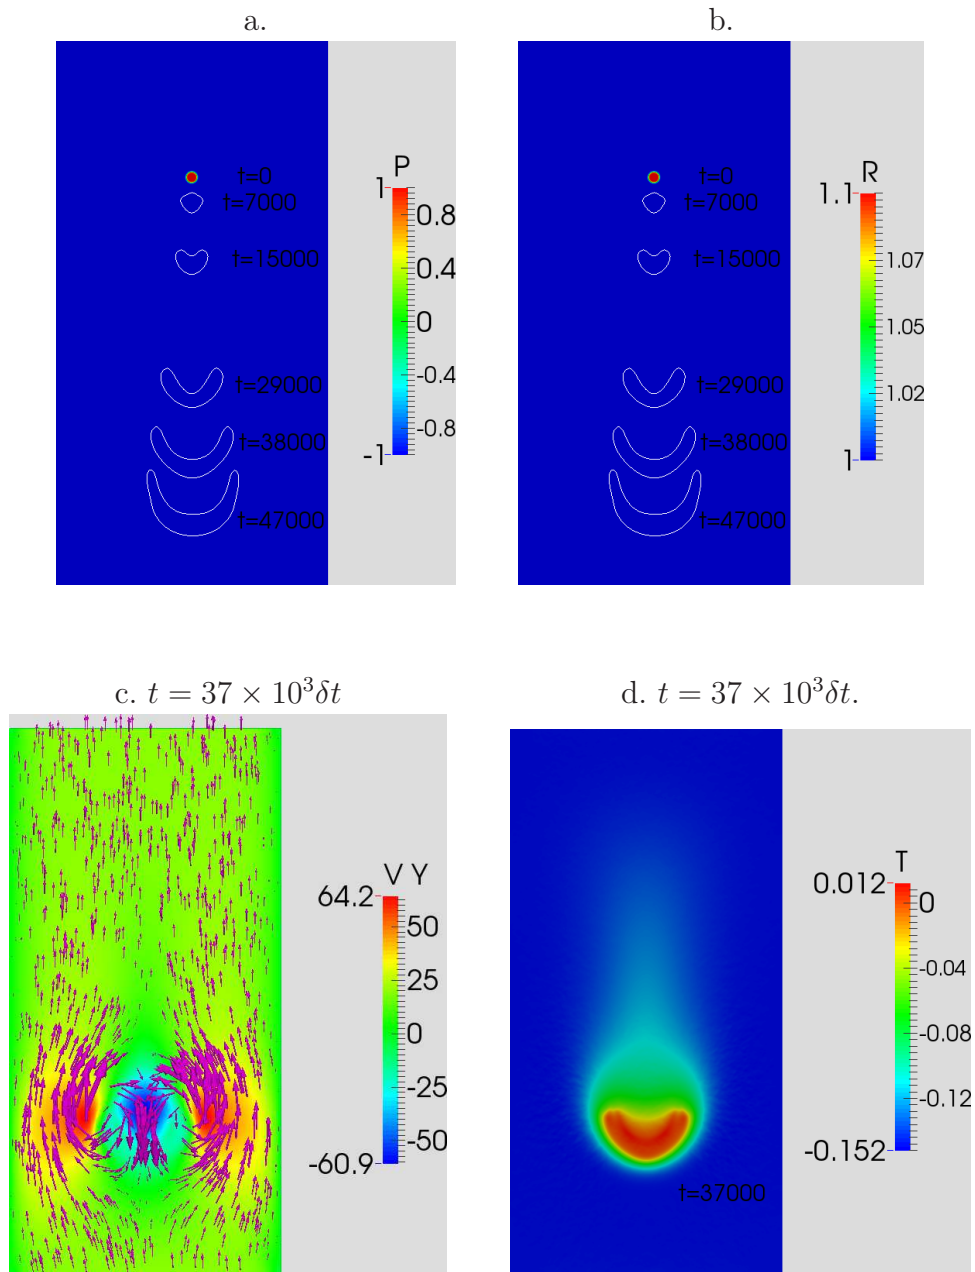 a.
P
t=0
t=7000
t=15000
t=29000
t=38000
t=47000
1
0.8
0.4
0
-0.4
-0.8
-1
b.
R
t=0
t=7000
t=15000
t=29000
t=38000
t=47000
1.1
1.07
1.05
1.02
1
c. t = 37 × 10³δt
V Y
64.2
50
25
0
-25
-50
-60.9
d. t = 37 × 10³δt.
T
0.012
0
-0.04
-0.08
-0.12
-0.152
t=37000